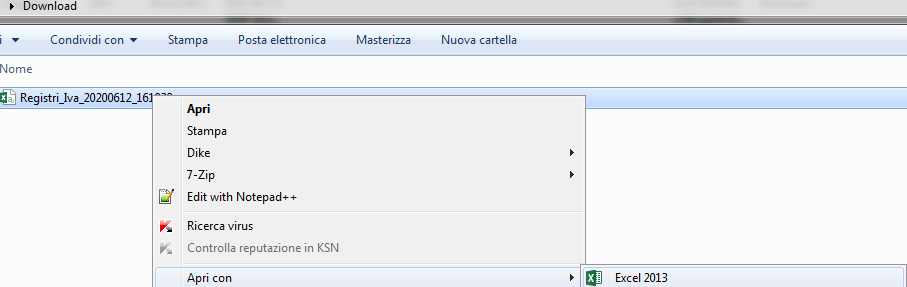 Download
Condividi con
Stampa
Posta elettronica
Masterizza
Nuova cartella
Nome
Registri_Iva_20200612_161
Apri
Stampa
Dike
7-Zip
Edit with Notepad++
Ricerca virus
Controlla reputazione in KSN
Apri con
Excel 2013